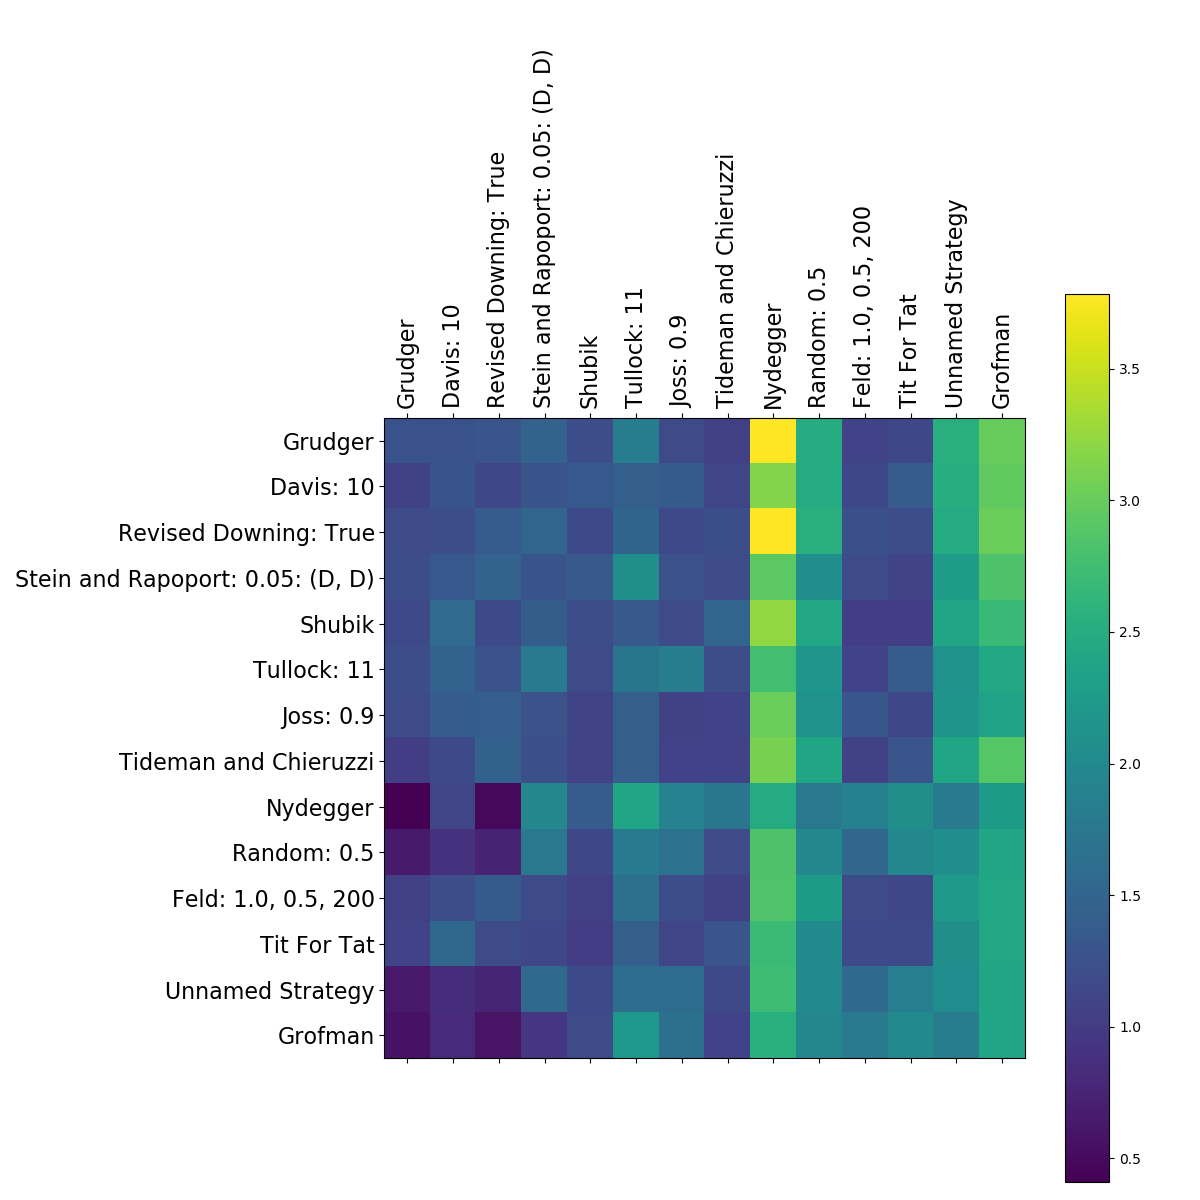 Grudger
Davis: 10
Revised Downing: True
Stein and Rapoport: 0.05: (D, D)
Shubik
Tullock: 11
Joss: 0.9
Tideman and Chieruzzi
Nydegger
Random: 0.5
Feld: 1.0, 0.5, 200
Tit For Tat
Unnamed Strategy
Grofman
Grudger
Davis: 10
Revised Downing: True
Stein and Rapoport: 0.05: (D, D)
Shubik
Tullock: 11
Joss: 0.9
Tideman and Chieruzzi
Nydegger
Random: 0.5
Feld: 1.0, 0.5, 200
Tit For Tat
Unnamed Strategy
Grofman
3.5
3.0
2.5
2.0
1.5
1.0
0.5